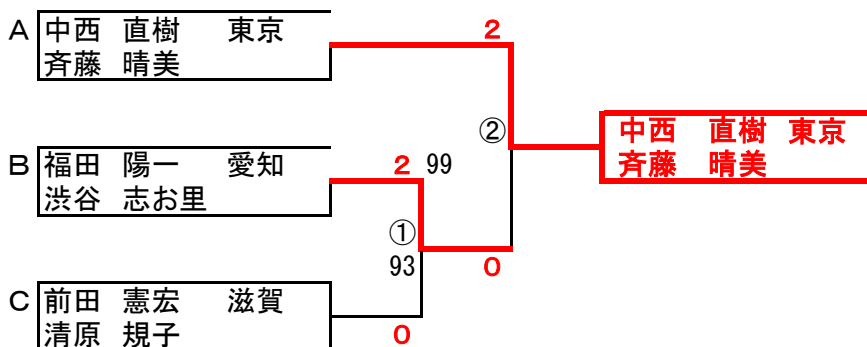 A 中西 直樹 東京
斉藤 晴美
2
②
中西 直樹 東京
斉藤 晴美
B 福田 陽一 愛知
渋谷 志お里
2 99
①
93
0
C 前田 憲宏 滋賀
清原 規子
0